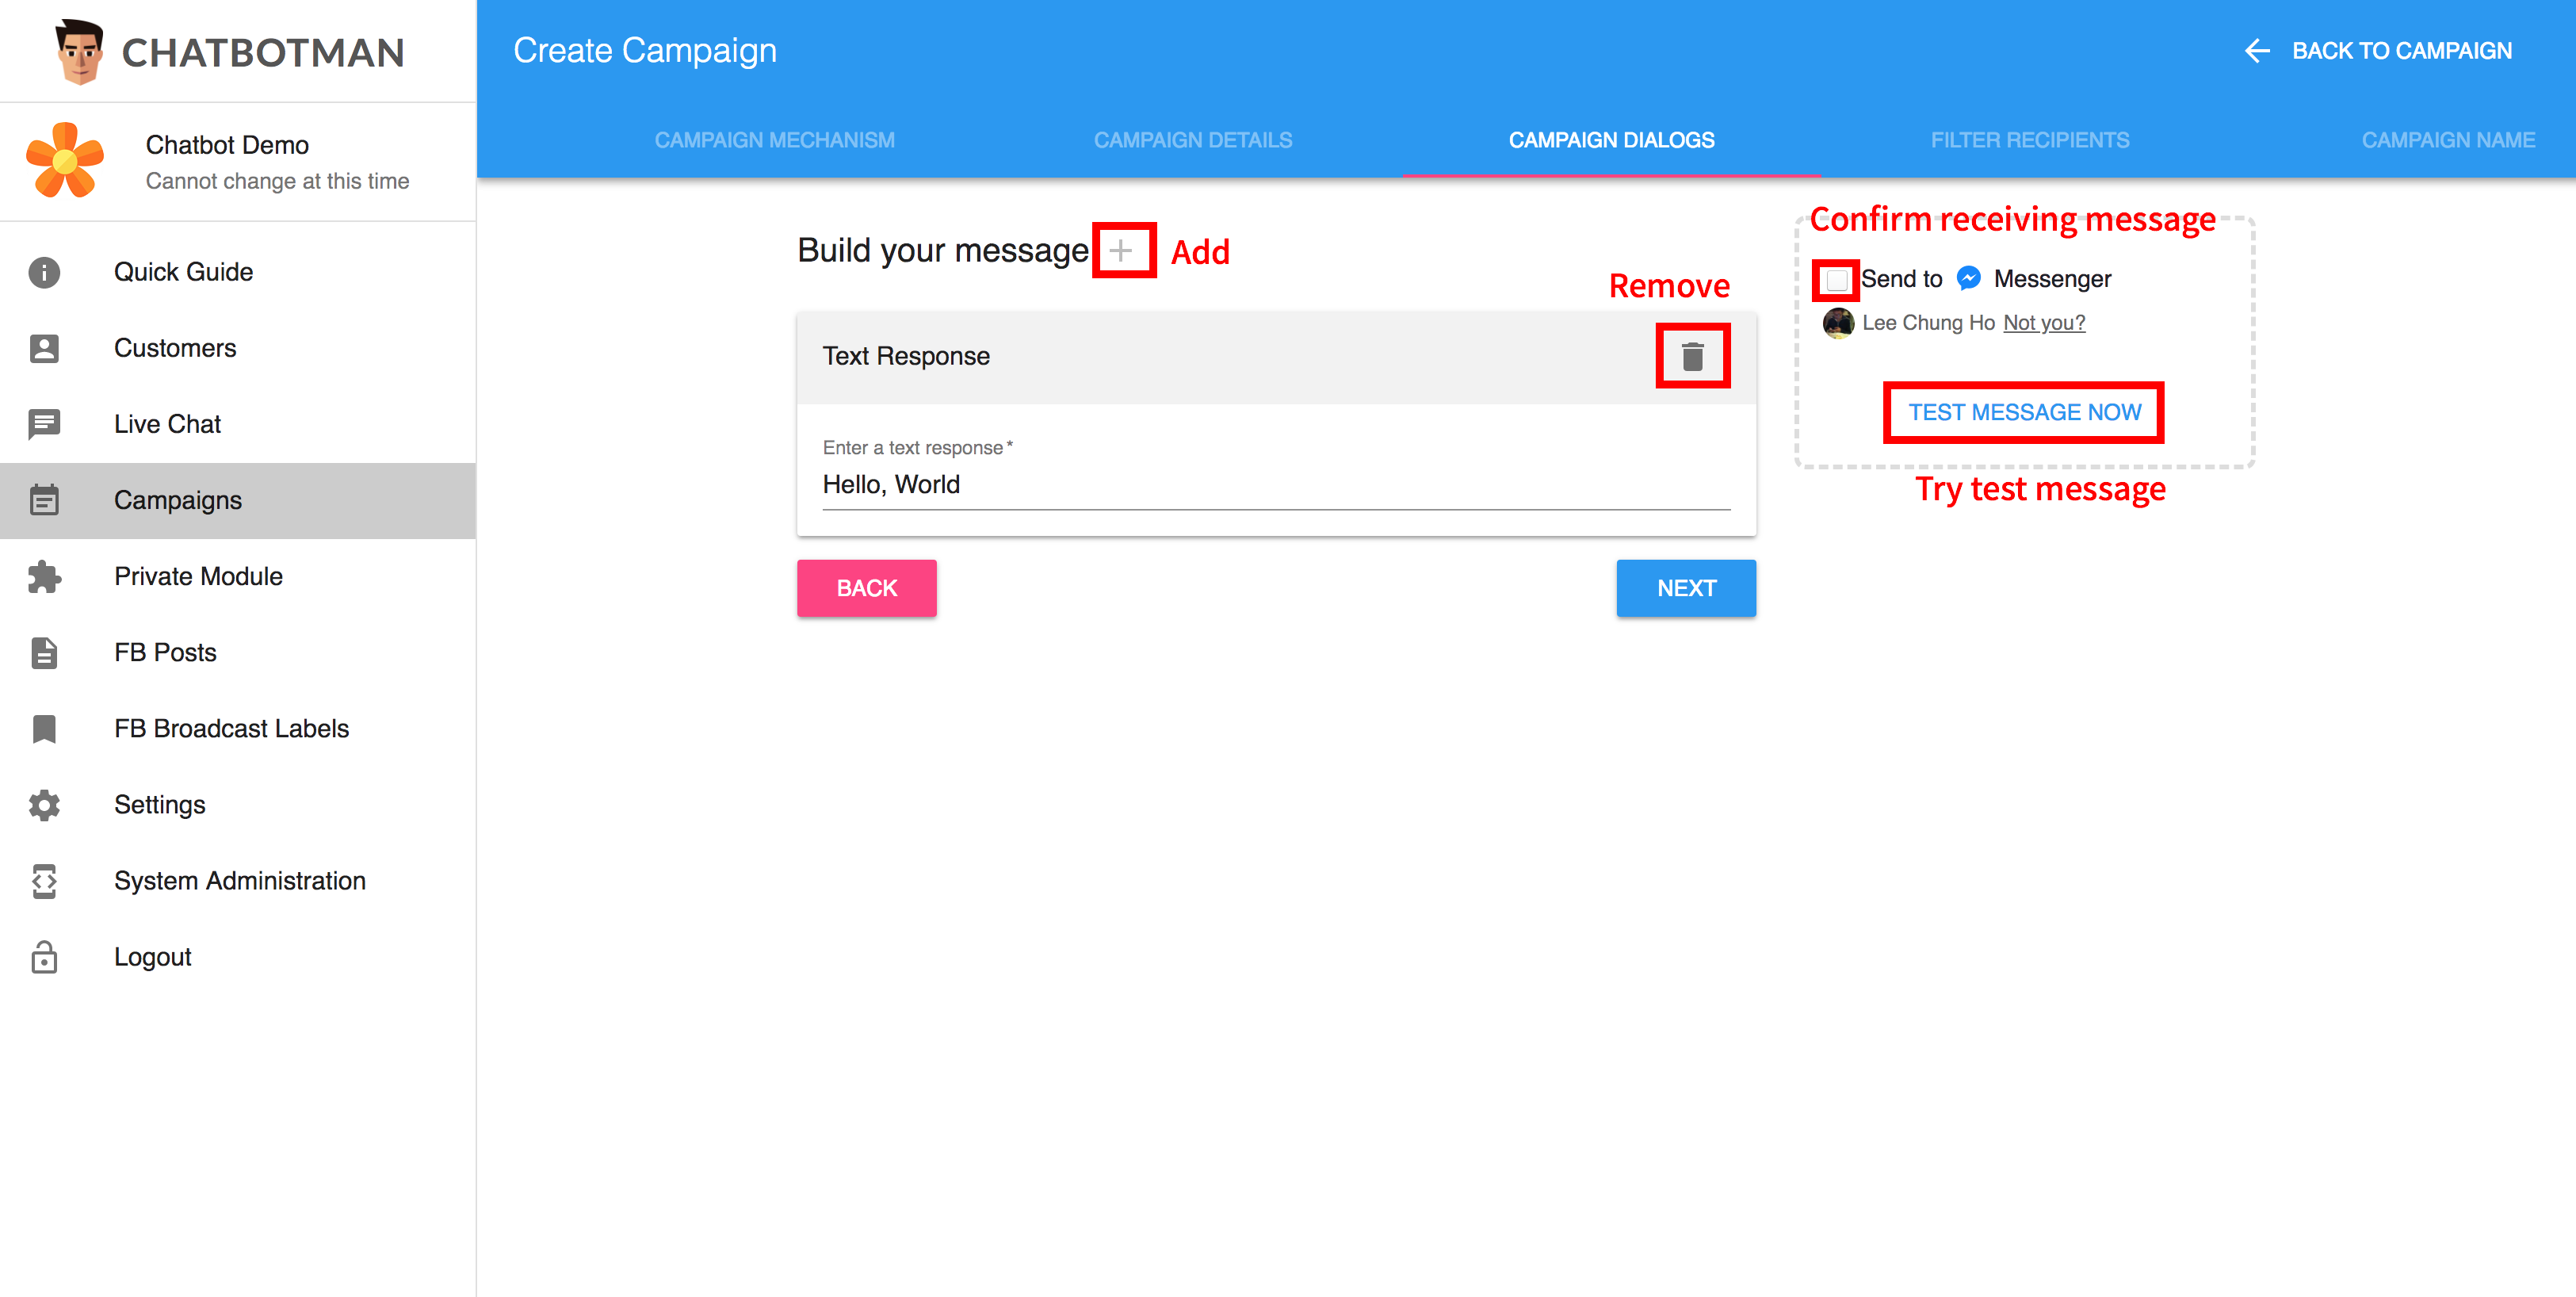 CHATBOTMAN
Chatbot Demo
Cannot change at this time
Quick Guide
Customers
Live Chat
Campaigns
Private Module
FB Posts
FB Broadcast Labels
Settings
System Administration
Logout
Create Campaign
BACK TO CAMPAIGN
CAMPAIGN MECHANISM
CAMPAIGN DETAILS
CAMPAIGN DIALOGS
FILTER RECIPIENTS
CAMPAIGN NAME
Build your message
Add
Remove
Text Response
Enter a text response*
Hello, World
BACK
NEXT
Confirm receiving message
Send to Messenger
Lee Chung Ho Not you?
TEST MESSAGE NOW
Try test message